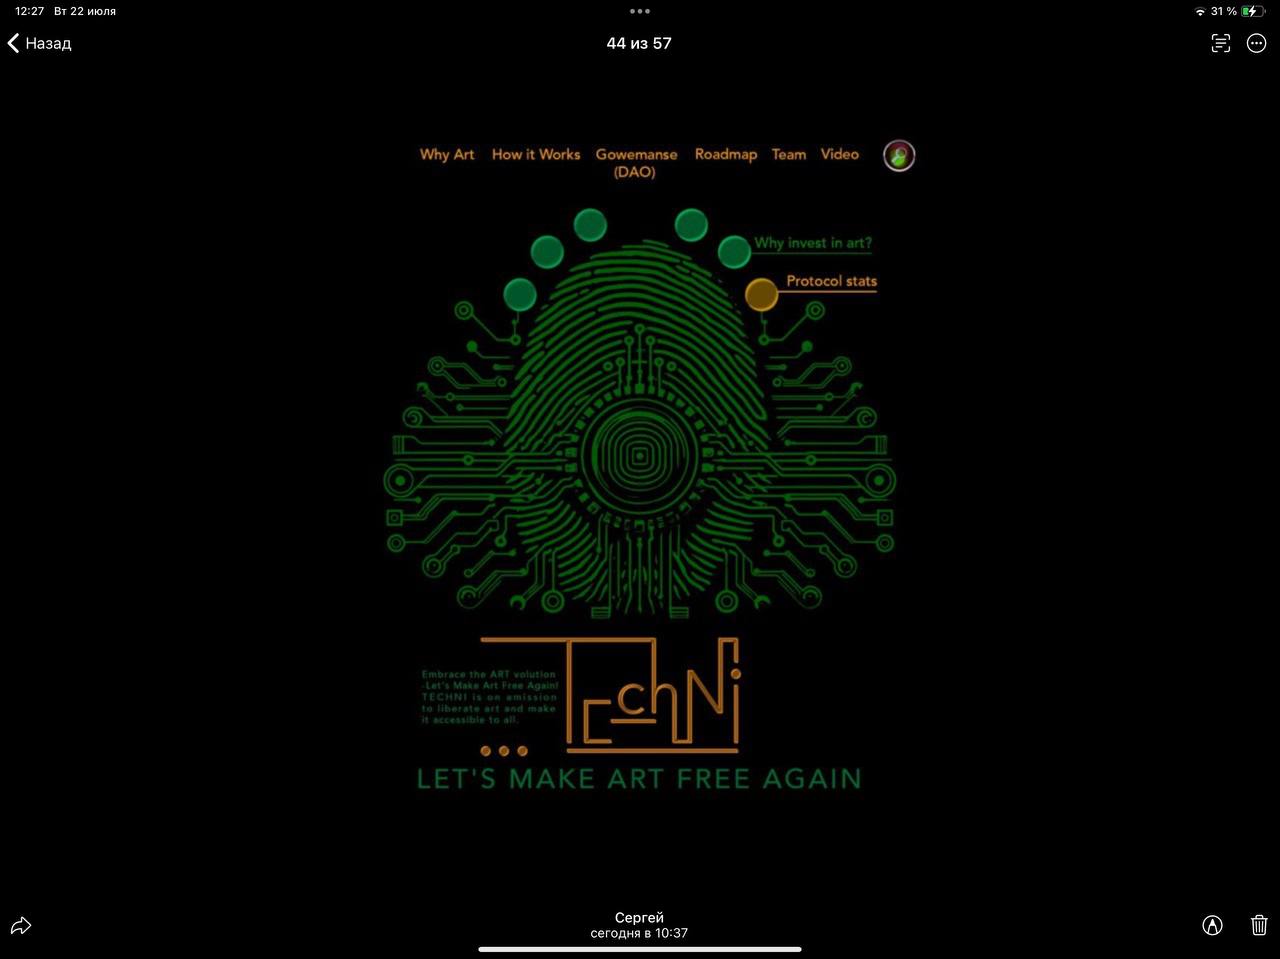 12:27 Вт 22 июля
31 %
Назад
44 из 57
Why Art How it Works Gowemanse Roadmap Team Video
(DAO)
Why invest in art?
Protocol stats
TEchNi
Embrace the ART volution
-Let's Make Art Free Again!
TECHN1 is on amission
to liberate art and make
it accessible to all.
LET'S MAKE ART FREE AGAIN
Сергей
сегодня в 10:37